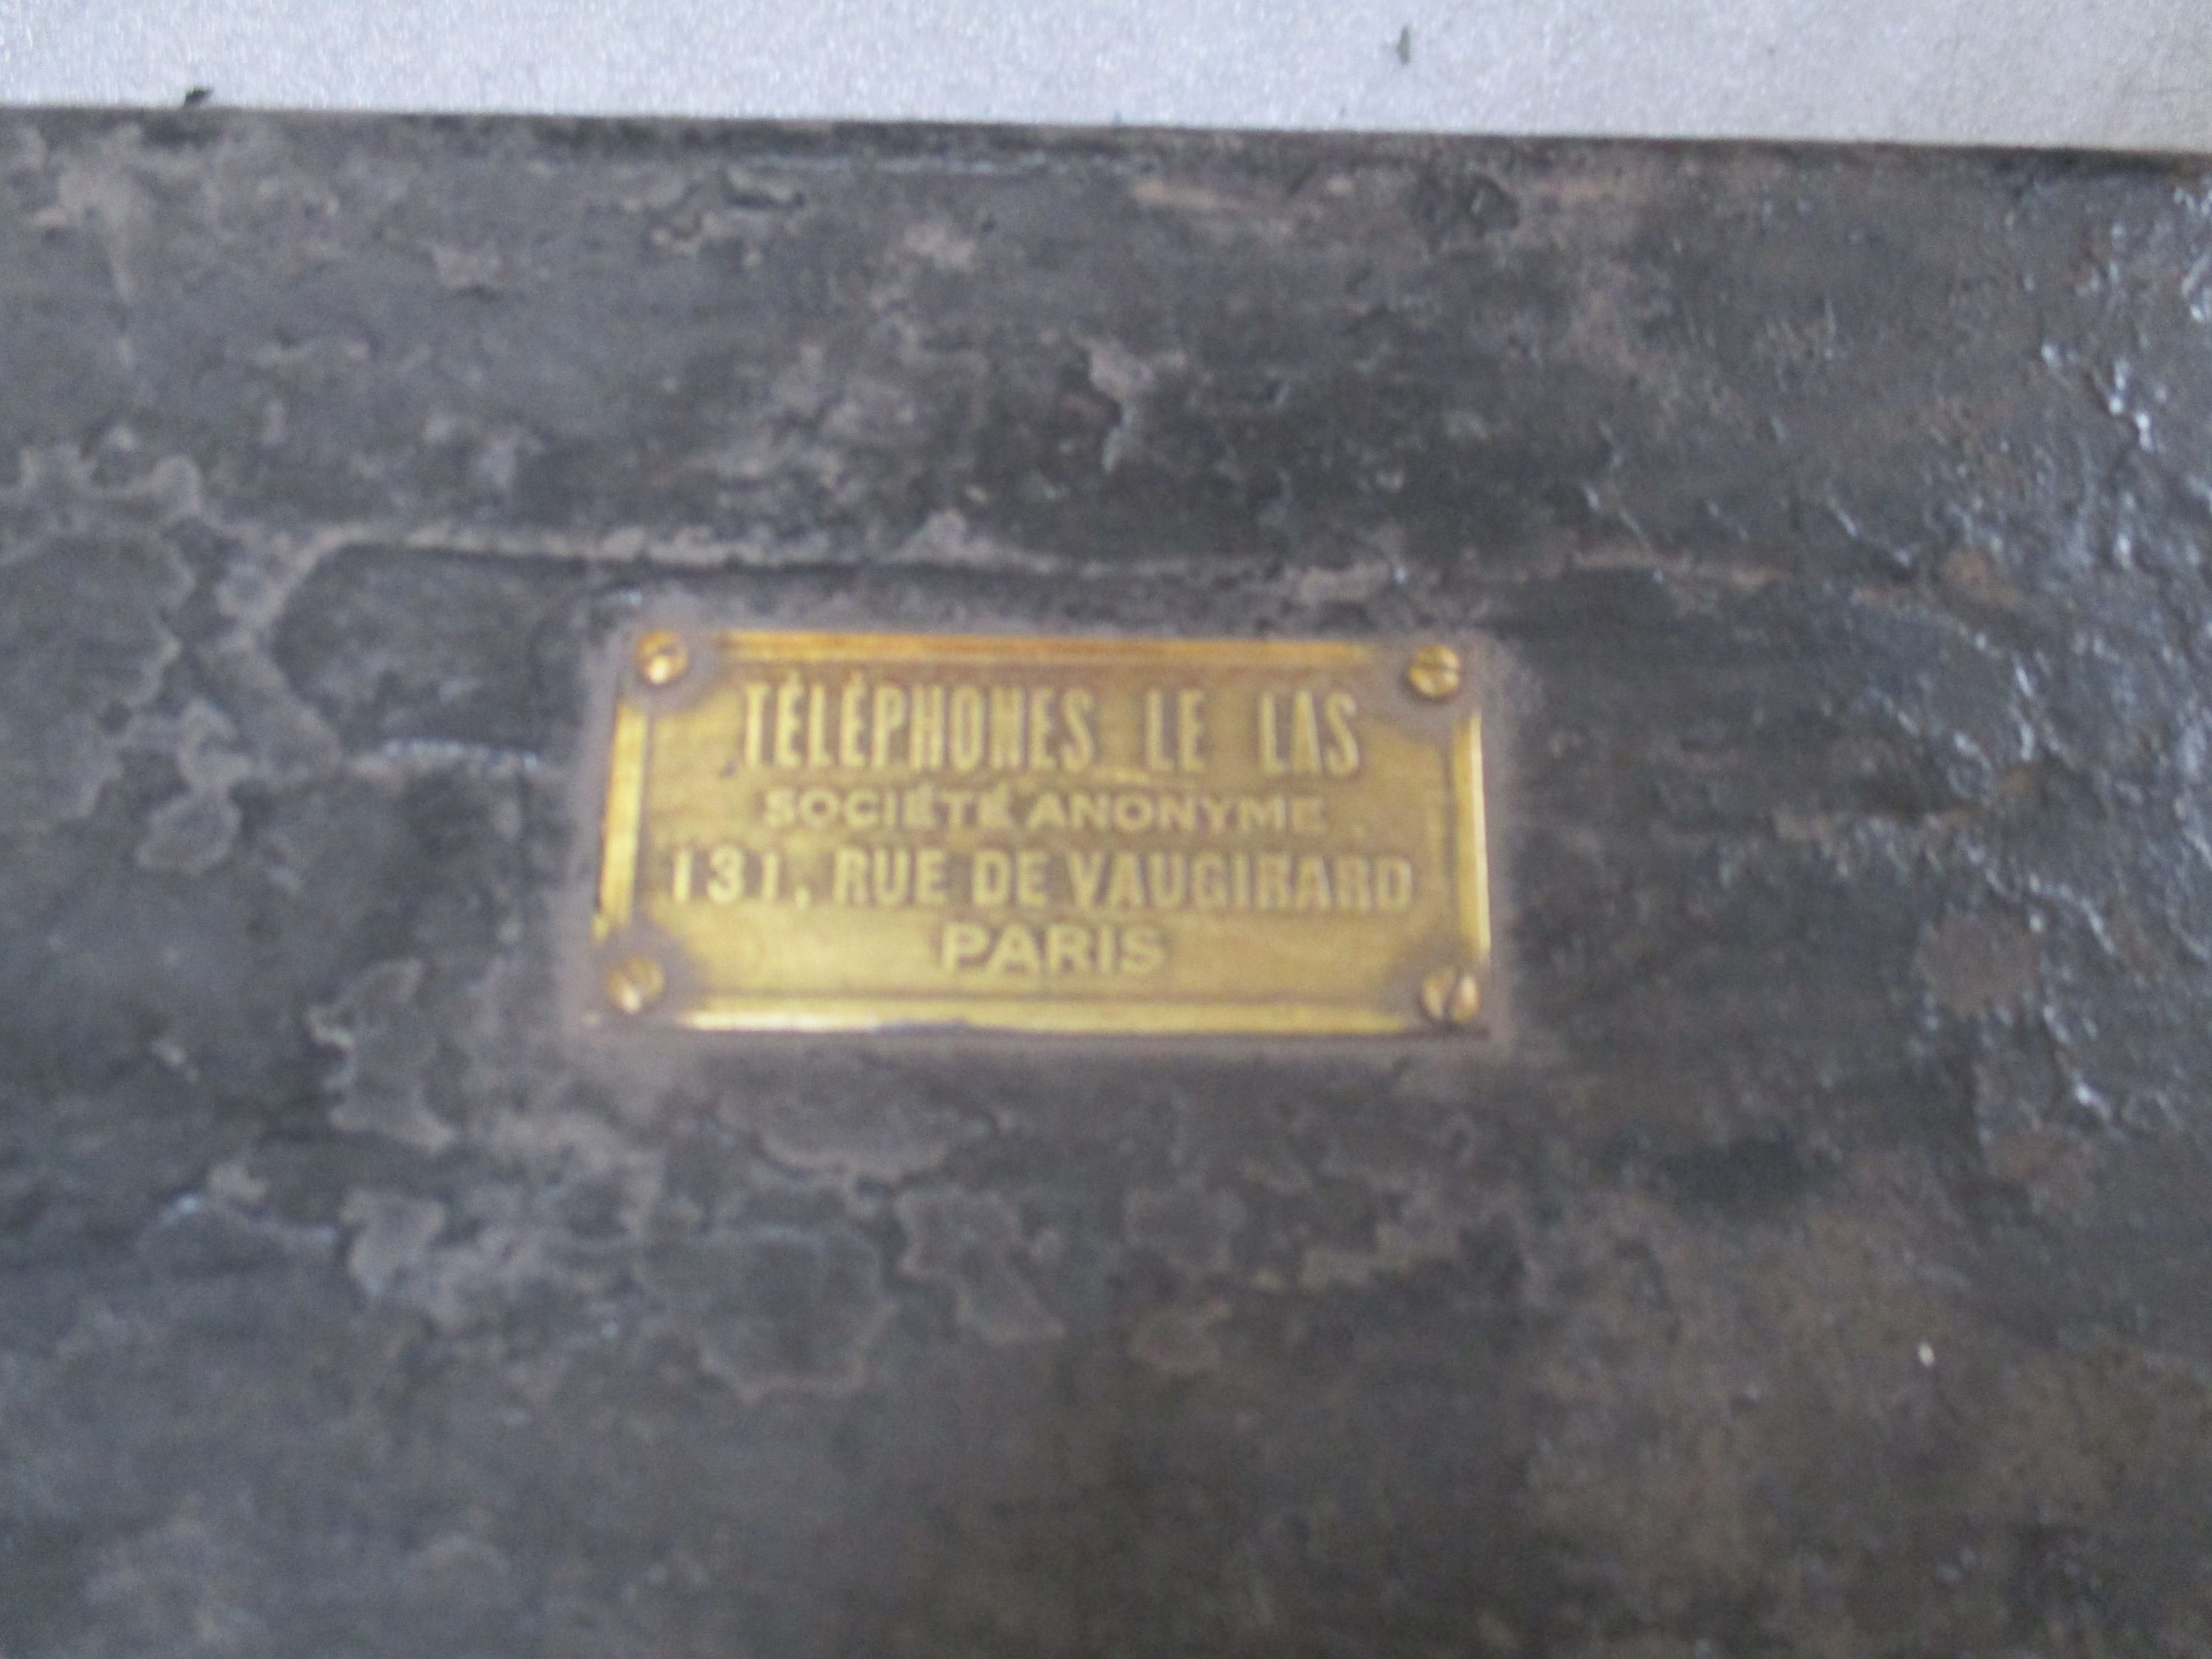 TÉLÉPHONES LE LAS
SOCIÉTÉ ANONYME
131, RUE DE VAUGIRARD
PARIS